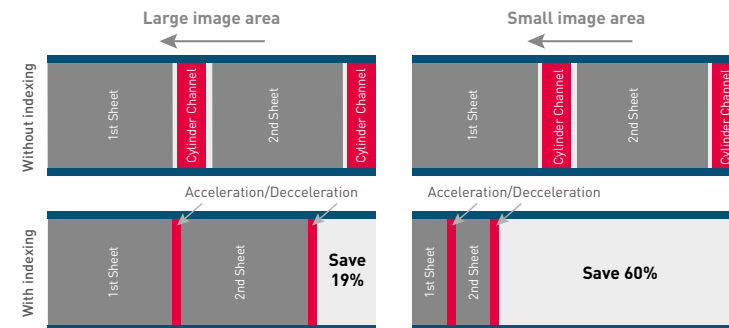 Large image area
Small image area
Without indexing
1st Sheet
Cylinder Channel
2nd Sheet
Cylinder Channel
1st Sheet
Cylinder Channel
2nd Sheet
Cylinder Channel
Acceleration/Decceleration
Acceleration/Decceleration
With indexing
1st Sheet
2nd Sheet
Save
19%
1st Sheet
2nd Sheet
Save 60%